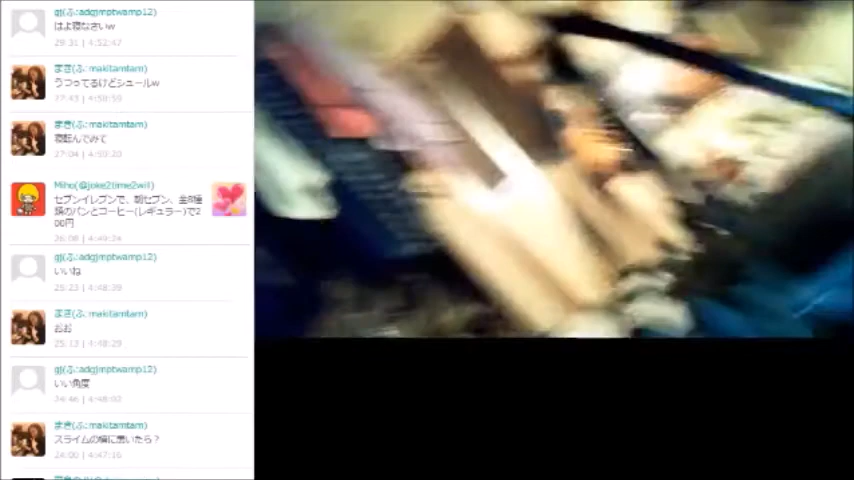 gj(ふ:adgjmptwamp12)
はよ寝なさいw
29:31 | 4:52:47
まき(ふ:makitamtam)
うつってるけどシュールw
27:43 | 4:50:59
まき(ふ:makitamtam)
寝転んでみて
27:04 | 4:50:20
Miho(@joke2time2wil)
セブンイレブンで、朝セブン、全8種
類のパンとコーヒー(レギュラー)で2
00円
26:08 | 4:49:24
gj(ふ:adgjmptwamp12)
いいね
25:23 | 4:48:39
まき(ふ:makitamtam)
おお
25:13 | 4:48:29
gj(ふ:adgjmptwamp12)
いい角度
24:46 | 4:48:02
まき(ふ:makitamtam)
スライムの横に置いたら？
24:00 | 4:47:16